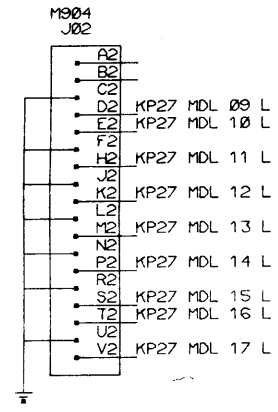 M904
J02
A2
B2
C2
D2 KP27 MDL 09 L
E2 KP27 MDL 10 L
F2
H2 KP27 MDL 11 L
J2
K2 KP27 MDL 12 L
L2
M2 KP27 MDL 13 L
N2
P2 KP27 MDL 14 L
R2
S2 KP27 MDL 15 L
T2 KP27 MDL 16 L
U2
V2 KP27 MDL 17 L